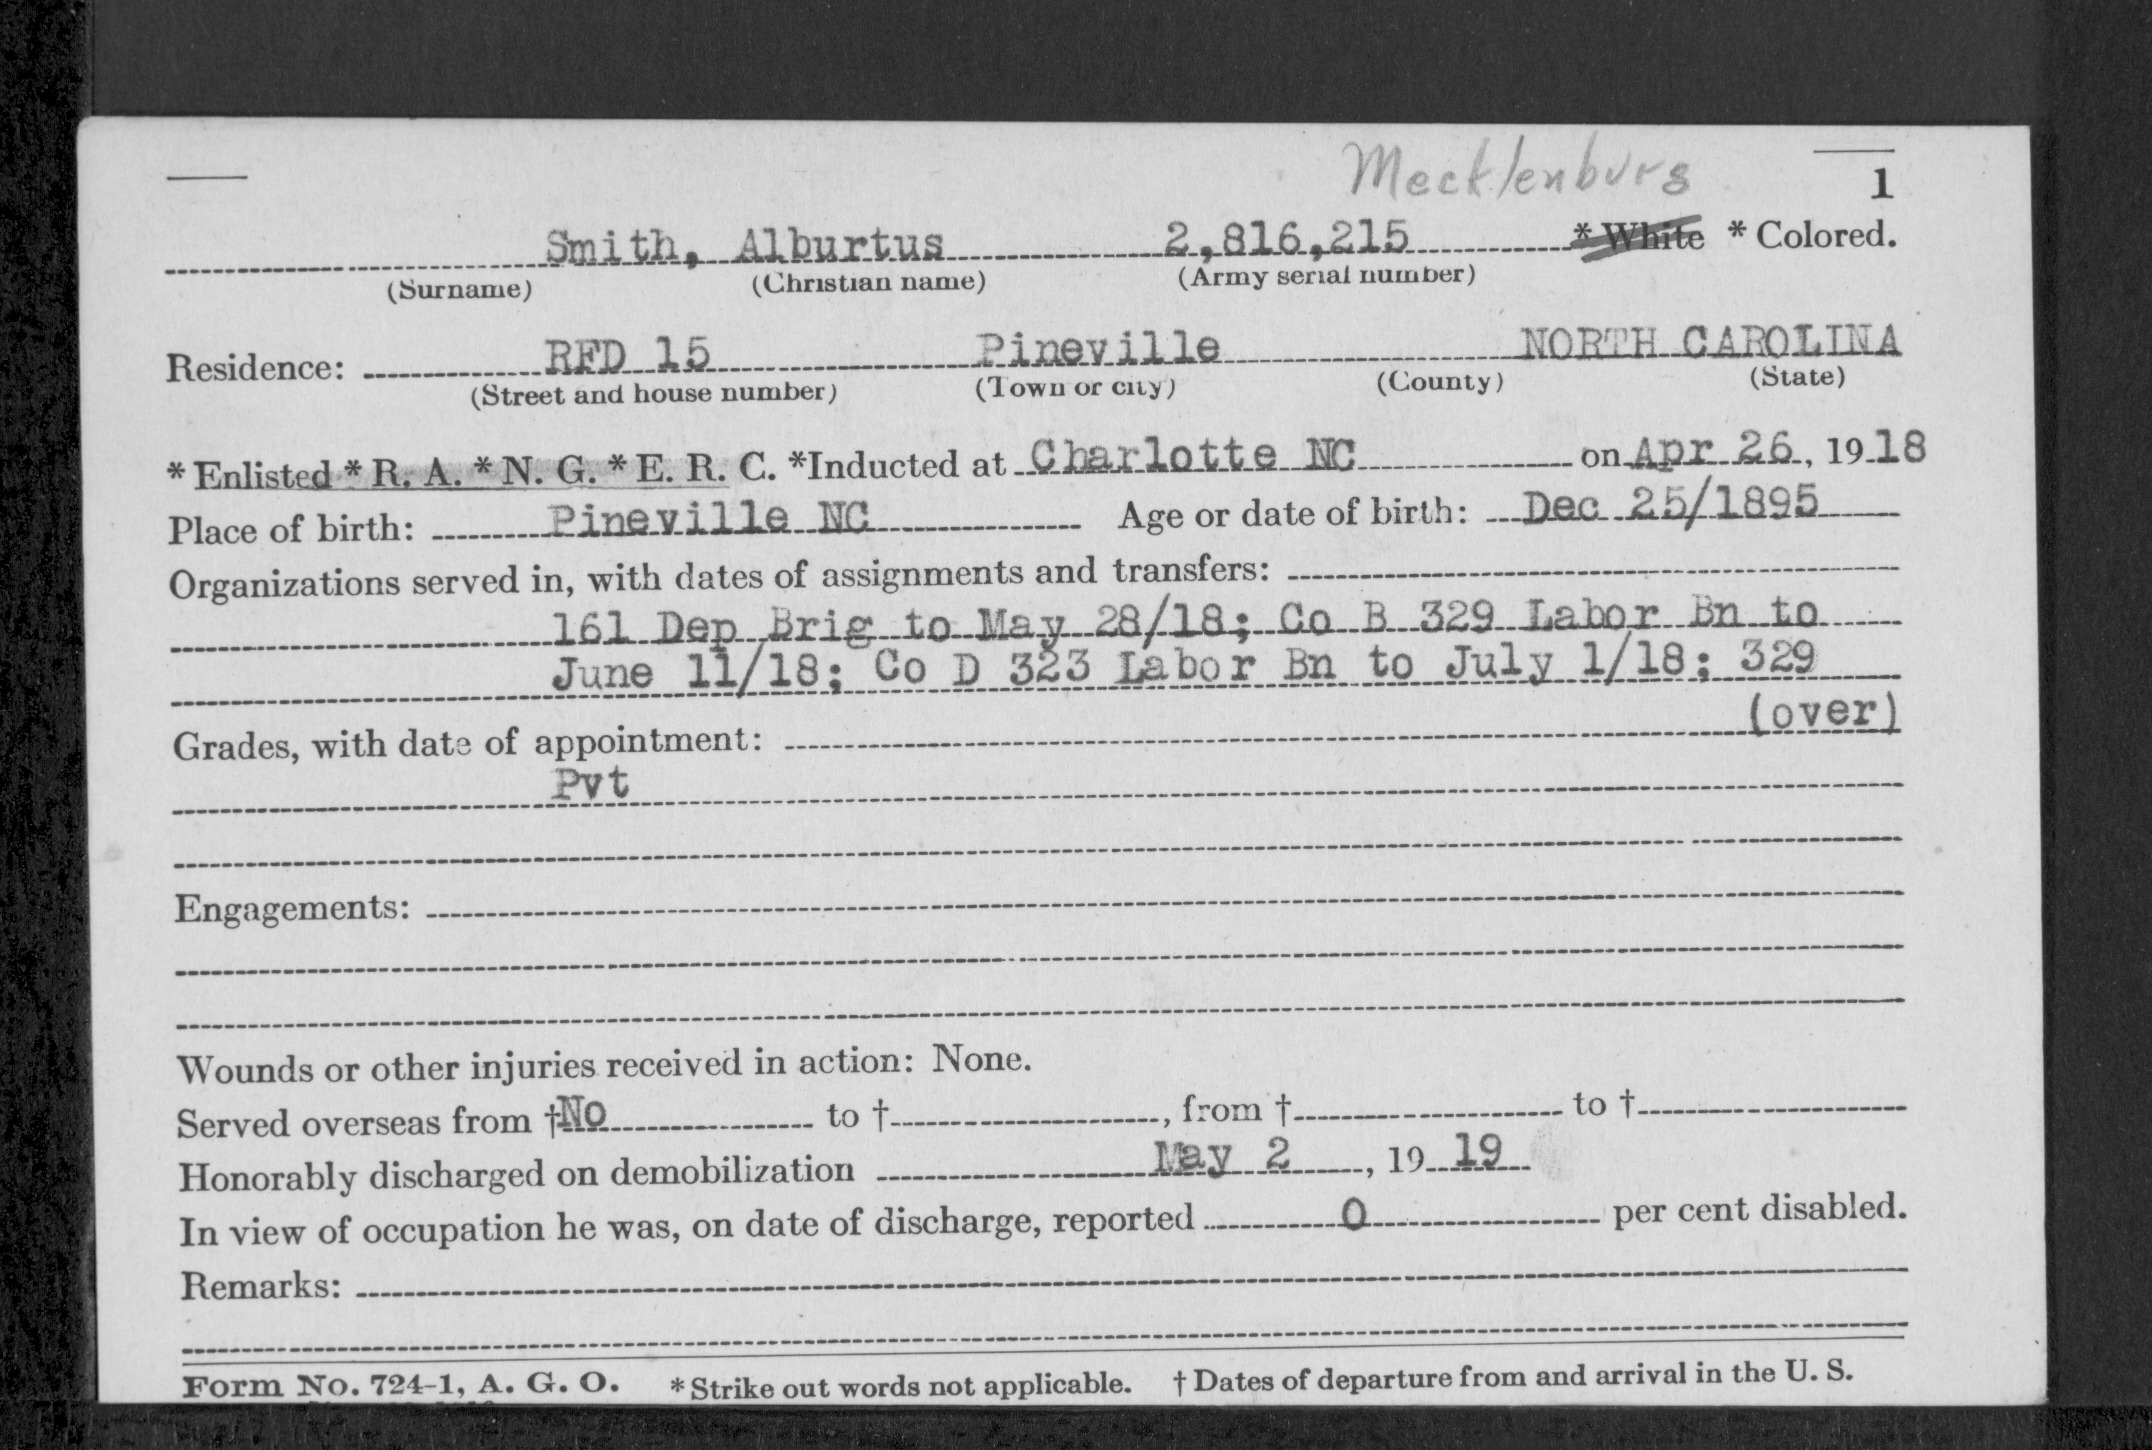 Mecklenburg
1
Smith, Alburtus 2,816,215 * White * Colored.
(Surname) (Christian name) (Army serial number)
Residence: RFD 15 Pineville NORTH CAROLINA
(Street and house number) (Town or city) (County) (State)
* Enlisted * R. A. * N. G. * E. R. C. *Inducted at Charlotte NC on Apr 26, 1918
Place of birth: Pineville NC Age or date of birth: Dec 25/1895
Organizations served in, with dates of assignments and transfers:
161 Dep Brig to May 28/18; Co B 329 Labor Bn to
June 11/18; Co D 323 Labor Bn to July 1/18; 329
(over)
Grades, with date of appointment:
Pvt
Engagements:
Wounds or other injuries received in action: None.
Served overseas from †No to †, from † to †
Honorably discharged on demobilization May 2, 1919
In view of occupation he was, on date of discharge, reported 0 per cent disabled.
Remarks:
Form No. 724-1, A. G. O. * Strike out words not applicable. † Dates of departure from and arrival in the U. S.